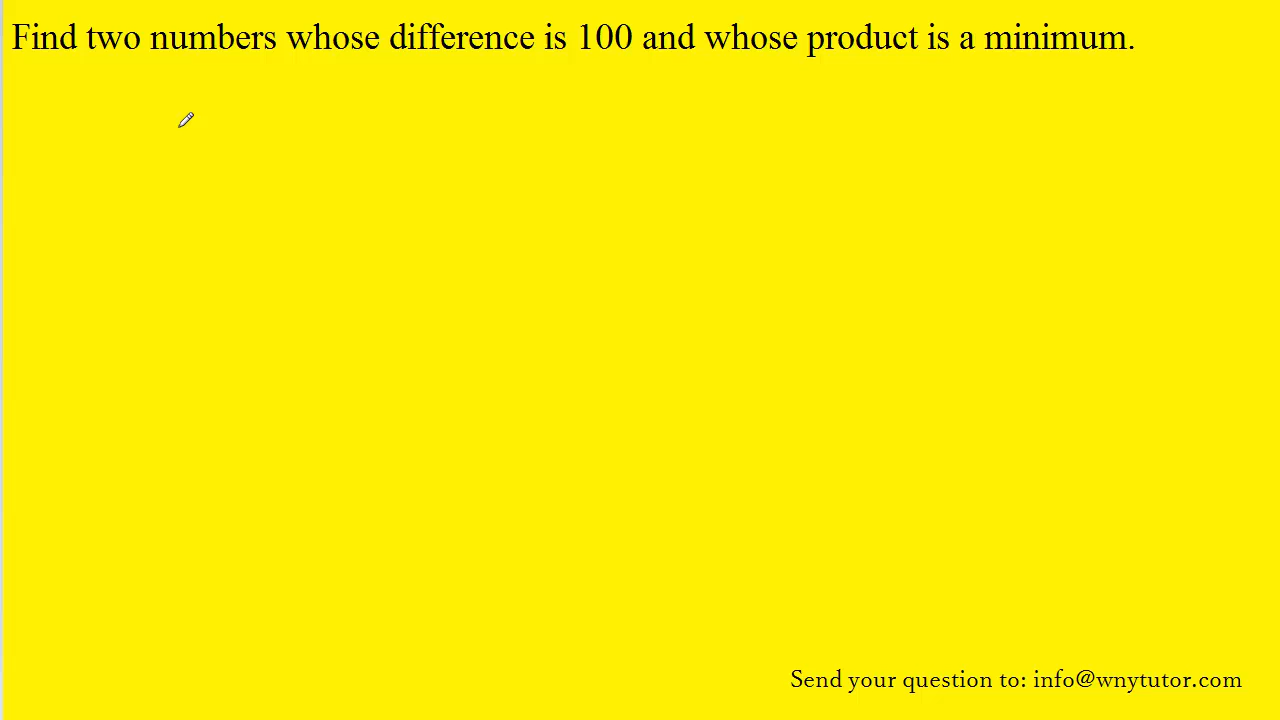 Find two numbers whose difference is 100 and whose product is a minimum.
Send your question to: info@wnytutor.com